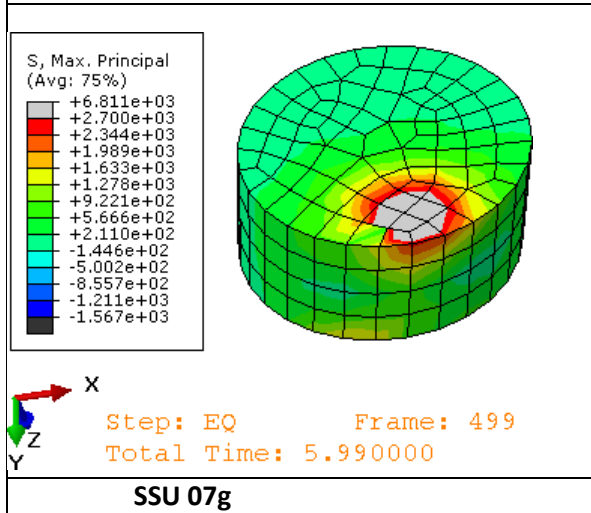 S, Max. Principal
(Avg: 75%)
+6.811e+03
+2.700e+03
+2.344e+03
+1.989e+03
+1.633e+03
+1.278e+03
+9.221e+02
+5.666e+02
+2.110e+02
-1.446e+02
-5.002e+02
-8.557e+02
-1.211e+03
-1.567e+03
X
Z
Y
Step: EQ Frame: 499
Total Time: 5.990000
SSU 07g